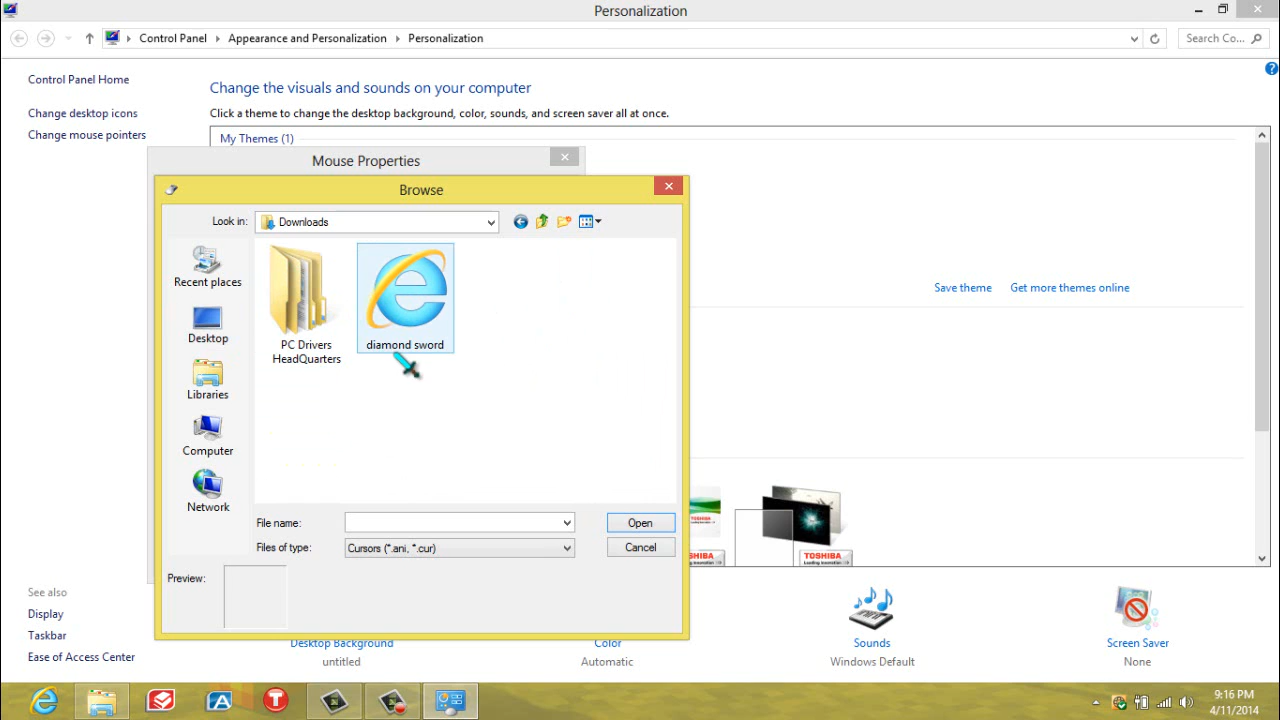 Personalization
Control Panel
Appearance and Personalization
Personalization
Search Co...
Control Panel Home
Change desktop icons
Change mouse pointers
Change the visuals and sounds on your computer
Click a theme to change the desktop background, color, sounds, and screen saver all at once.
My Themes (1)
Save theme
Get more themes online
Mouse Properties
Browse
Look in:
Downloads
Recent places
Desktop
Libraries
Computer
Network
PC Drivers
HeadQuarters
diamond sword
File name:
Open
Files of type:
Cursors (*.ani, *.cur)
Cancel
Preview:
TOSHIBA
Leading Innovation
TOSHIBA
Leading Innovation
See also
Display
Taskbar
Ease of Access Center
Desktop Background
untitled
Color
Automatic
Sounds
Windows Default
Screen Saver
None
9:16 PM
4/11/2014